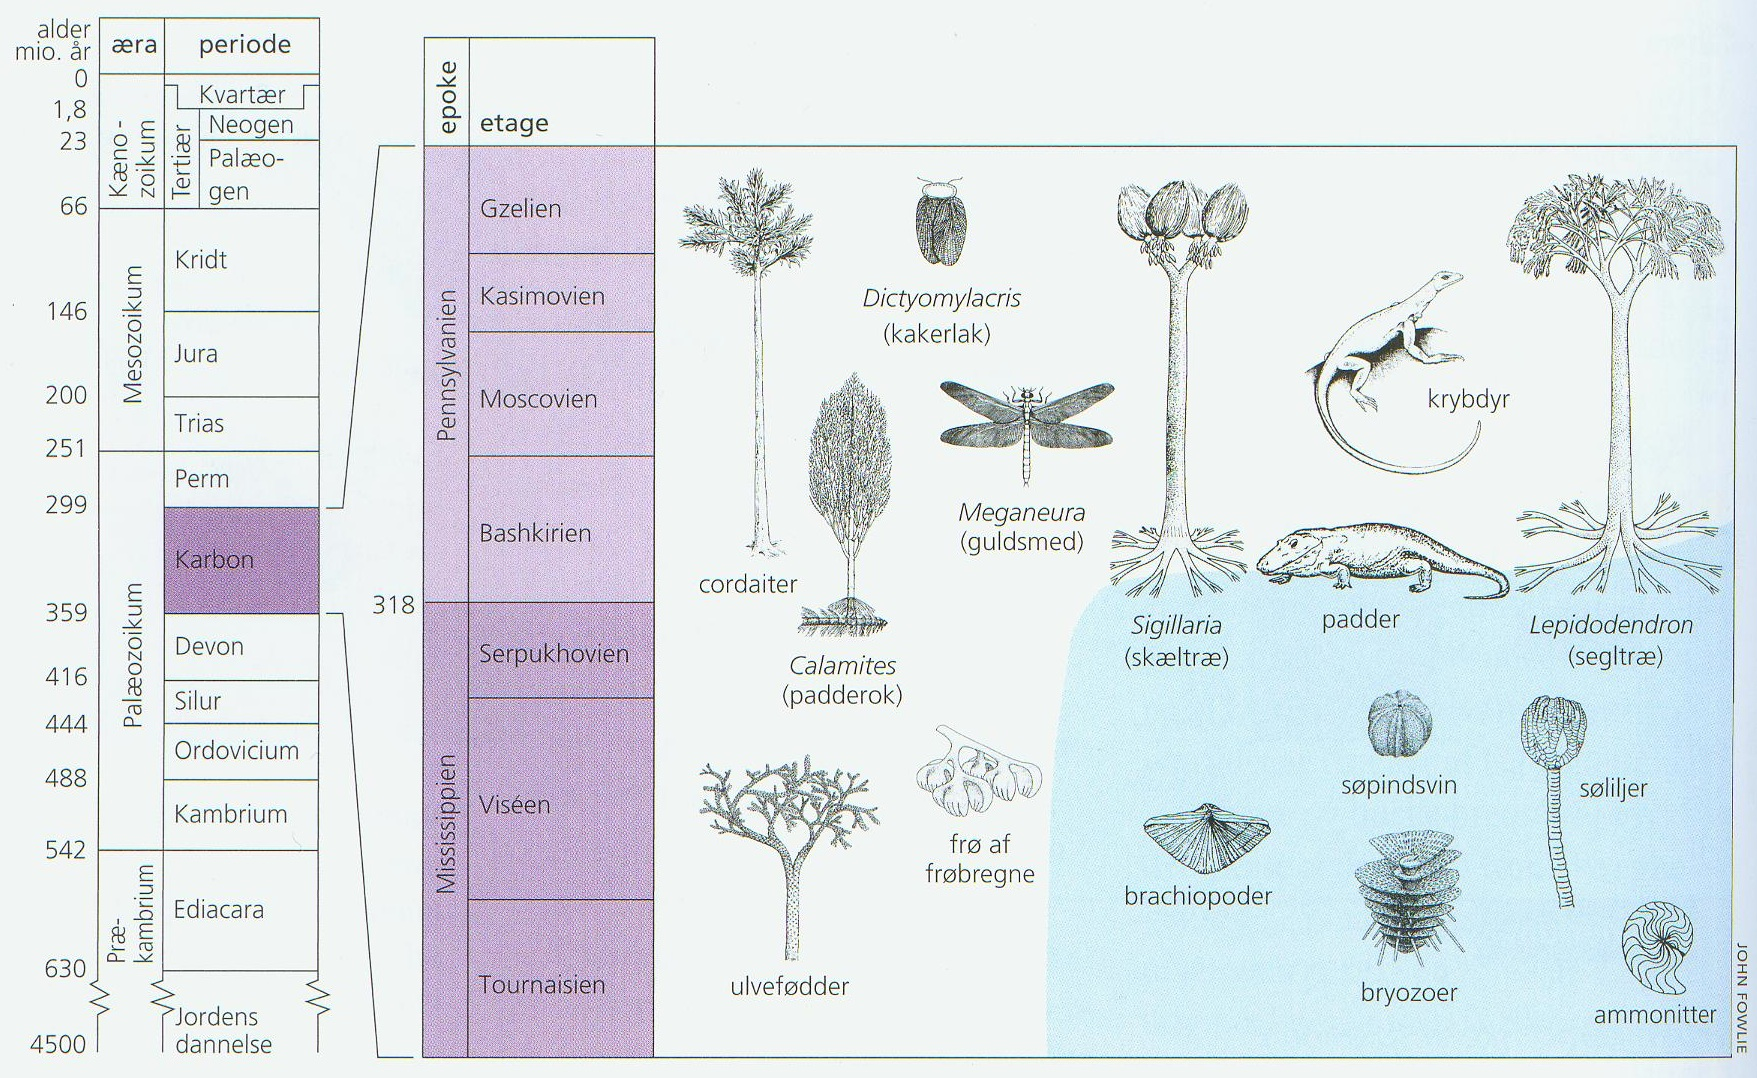 alder
mio. år
æra
periode
0
1,8
23
66
146
200
251
299
359
416
444
488
542
630
4500
Kæno-
zoikum
Mesozoikum
Palæozoikum
Præ-
kambrium
Tertiær
Kvartær
Neogen
Palæo-
gen
Kridt
Jura
Trias
Perm
Karbon
Devon
Silur
Ordovicium
Kambrium
Ediacara
Jordens
dannelse
epoke
etage
318
Pennsylvanien
Mississippien
Gzelien
Kasimovien
Moscovien
Bashkirien
Serpukhovien
Viséen
Tournaisien
cordaiter
Dictyomylacris
(kakerlak)
Meganeura
(guldsmed)
Calamites
(padderok)
ulvefødder
frø af
frøbregne
Sigillaria
(skæltræ)
krybdyr
padder
Lepidodendron
(segltræ)
søpindsvin
søliljer
brachiopoder
bryozoer
ammonitter
JOHN FOWLIE